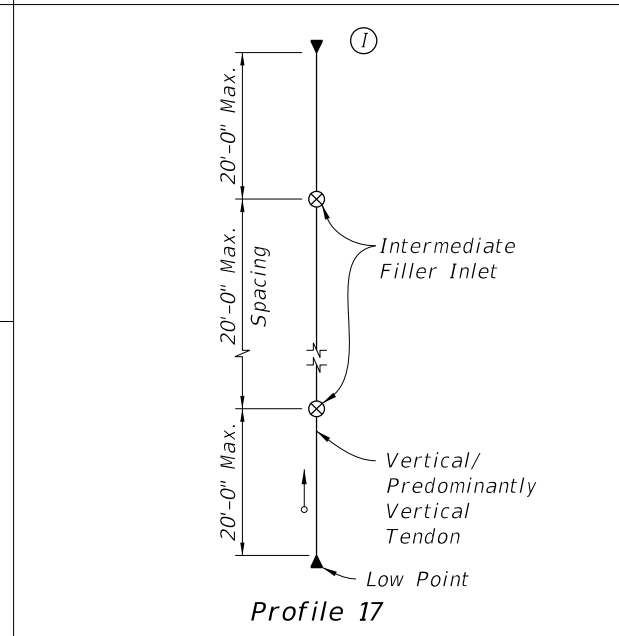 I
20'-0" Max.
20'-0" Max.
Spacing
Intermediate
Filler Inlet
20'-0" Max.
Vertical/
Predominantly
Vertical
Tendon
Low Point
Profile 17